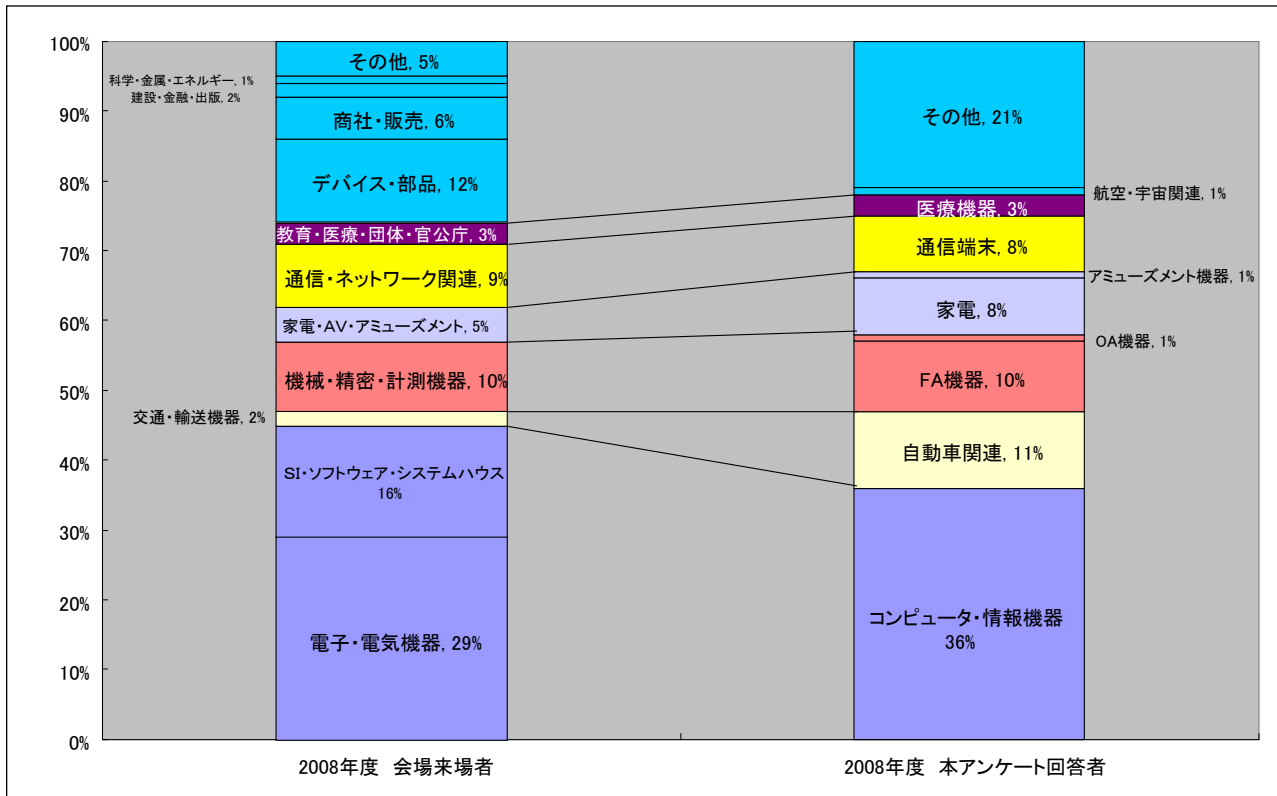 100%
90%
80%
70%
60%
50%
40%
30%
20%
10%
0%
科学・金属・エネルギー, 1%
建設・金融・出版, 2%
交通・輸送機器, 2%
その他, 5%
商社・販売, 6%
デバイス・部品, 12%
教育・医療・団体・官公庁, 3%
通信・ネットワーク関連, 9%
家電・AV・アミューズメント, 5%
機械・精密・計測機器, 10%
SI・ソフトウェア・システムハウス
16%
電子・電気機器, 29%
その他, 21%
医療機器, 3%
通信端末, 8%
家電, 8%
FA機器, 10%
自動車関連, 11%
コンピュータ・情報機器
36%
航空・宇宙関連, 1%
アミューズメント機器, 1%
OA機器, 1%
2008年度　会場来場者
2008年度　本アンケート回答者